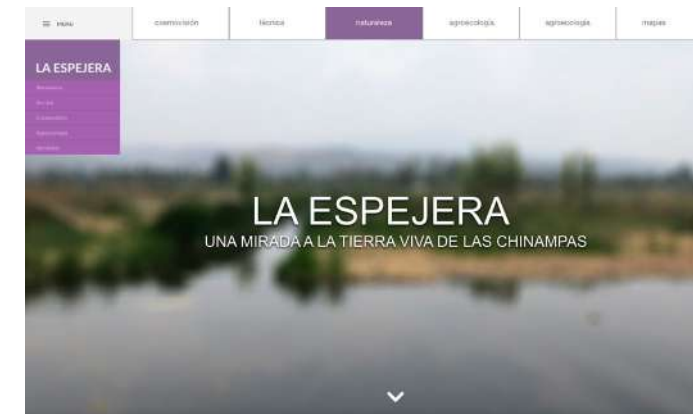 MENU
cosmovisión
técnica
naturaleza
agroecología
agroecología
mapas
LA ESPEJERA
LA ESPEJERA
UNA MIRADA A LA TIERRA VIVA DE LAS CHINAMPAS